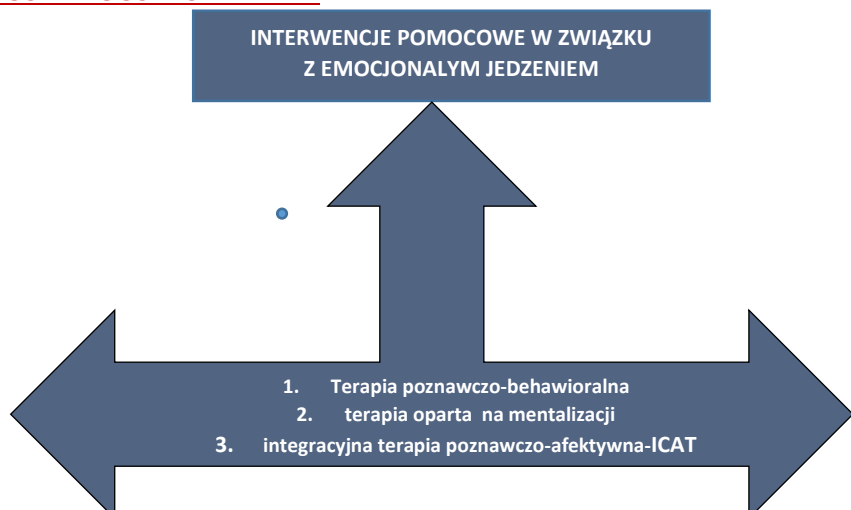 INTERWENCJE POMOCOWE W ZWIĄZKU
Z EMOCJONALYM JEDZENIEM
1. Terapia poznawczo-behawioralna
2. terapia oparta na mentalizacji
3. integracyjna terapia poznawczo-afektywna-ICAT